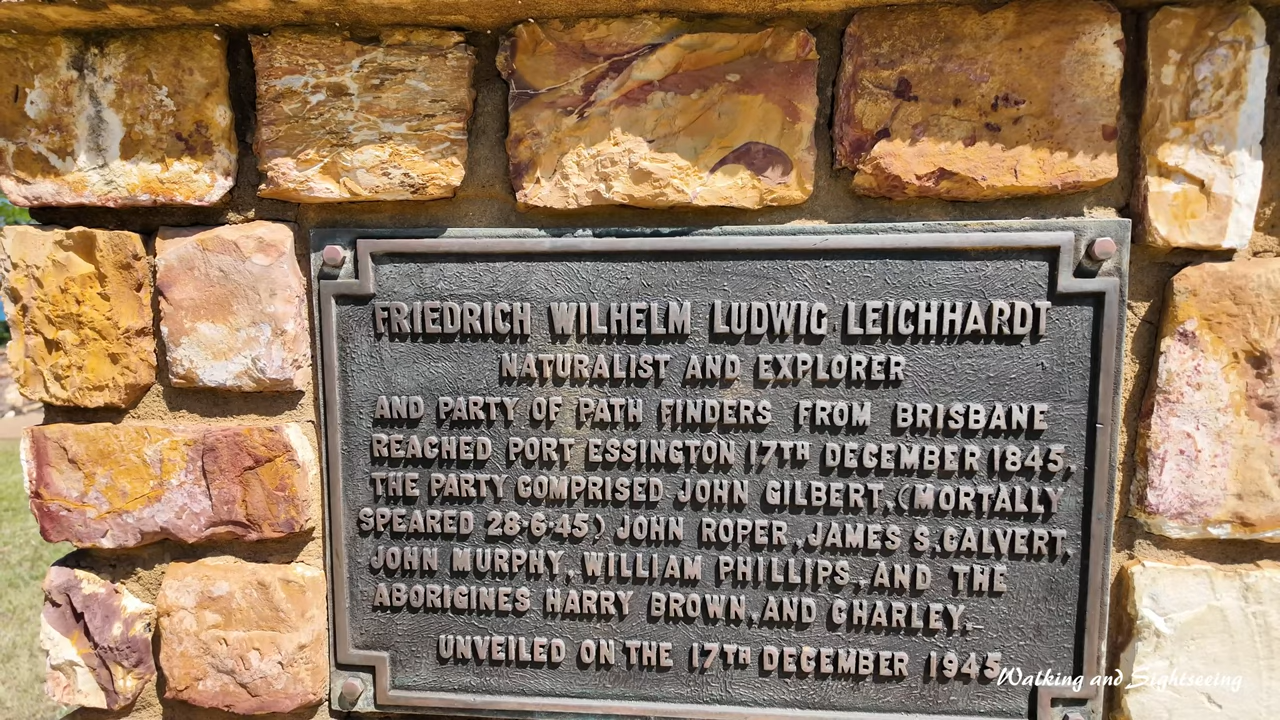 FRIEDRICH WILHELM LUDWIG LEICHHARDT
NATURALIST AND EXPLORER
AND PARTY OF PATH FINDERS FROM BRISBANE
REACHED PORT ESSINGTON 17TH DECEMBER 1845.
THE PARTY COMPRISED JOHN GILBERT, (MORTALLY
SPEARED 28·6·45) JOHN ROPER, JAMES S. CALVERT,
JOHN MURPHY, WILLIAM PHILLIPS, AND THE
ABORIGINES HARRY BROWN, AND CHARLEY.
UNVEILED ON THE 17TH DECEMBER 1945
Walking and Sightseeing